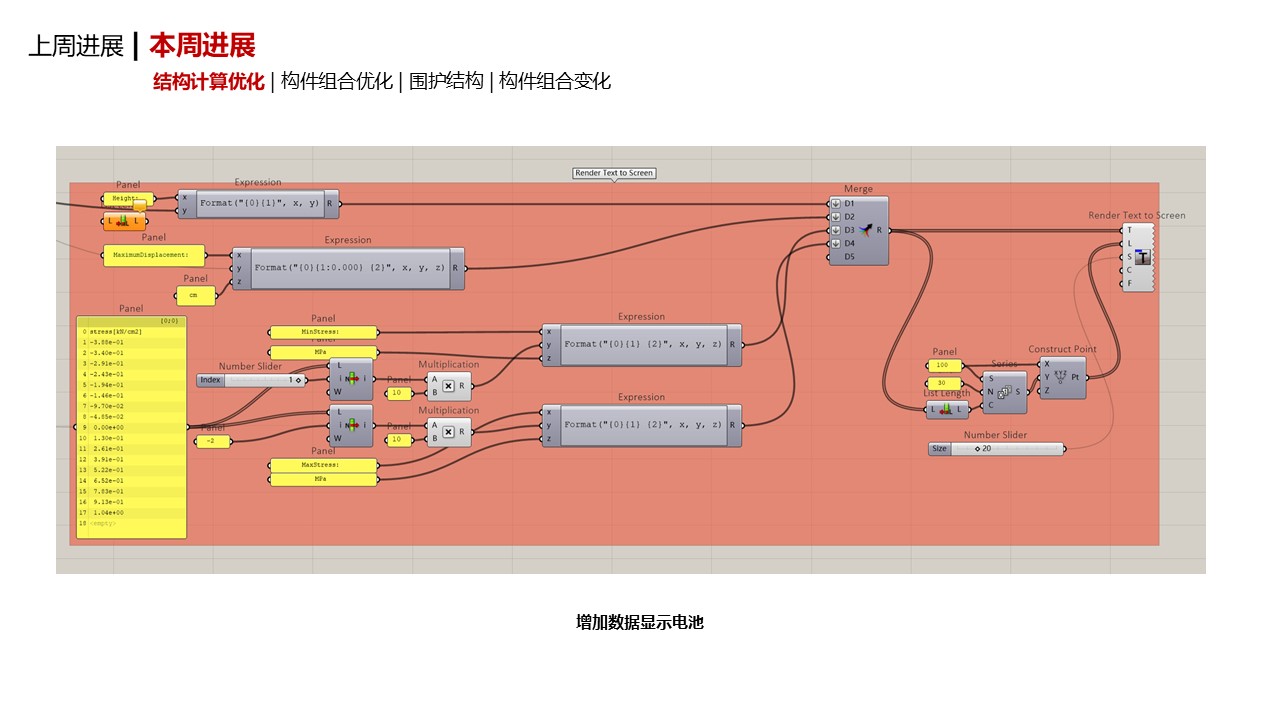 上周进展 | 本周进展
结构计算优化 | 构件组合优化 | 围护结构 | 构件组合变化
Render Text to Screen
Panel
Height:
L L
Expression
x
y
Format("{0}{1}", x, y)
R
Panel
MaximumDisplacement:
Panel
cm
Expression
x
y
z
Format("{0}{1:0.000} {2}", x, y, z)
R
Panel
{0;0}
0 stress[kN/cm2]
1 -3.88e-01
2 -3.40e-01
3 -2.91e-01
4 -2.43e-01
5 -1.94e-01
6 -1.46e-01
7 -9.70e-02
8 -4.85e-02
9 0.00e+00
10 1.30e-01
11 2.61e-01
12 3.91e-01
13 5.22e-01
14 6.52e-01
15 7.83e-01
16 9.13e-01
17 1.04e+00
18 <empty>
Panel
MinStress:
Panel
MPa
Number Slider
Index 1
L
i
W
i
Panel
10
Multiplication
A
B
R
Expression
x
y
z
Format("{0}{1} {2}", x, y, z)
R
Panel
-2
L
i
W
i
Panel
10
Multiplication
A
B
R
Panel
MaxStress:
MPa
Expression
x
y
z
Format("{0}{1} {2}", x, y, z)
R
Merge
D1
D2
D3
D4
D5
R
Panel
100
30
List Length
L L
Series
S
N
C
S
Construct Point
X
Y
Z
XYZ
Pt
Number Slider
Size 20
Render Text to Screen
T
L
S
C
F
T
增加数据显示电池